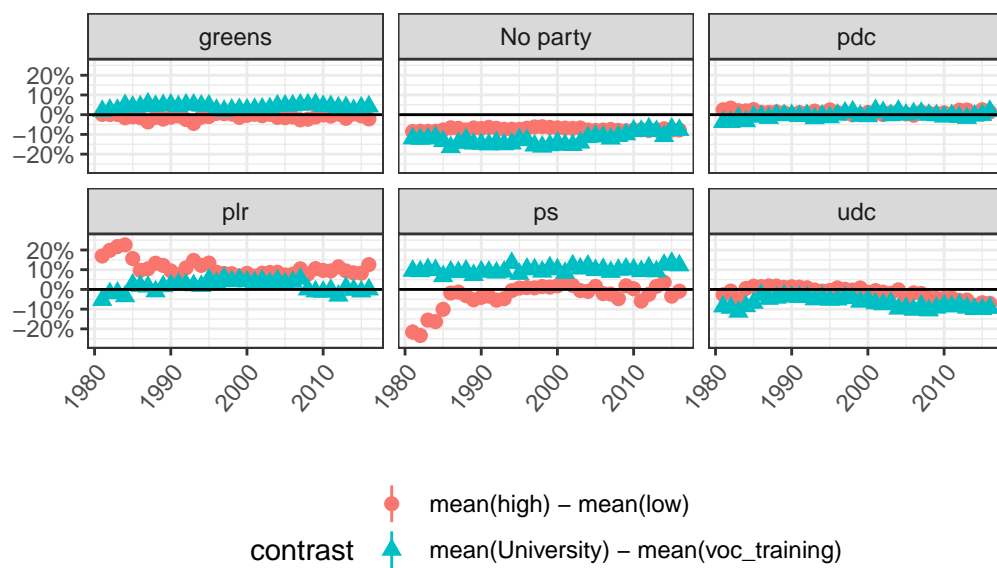 greens No party pdc
20%
10%
0%
−10%
−20%
plr ps udc
20%
10%
0%
−10%
−20%
1980 1990 2000 2010 1980 1990 2000 2010 1980 1990 2000 2010
mean(high) − mean(low)
contrast mean(University) − mean(voc_training)